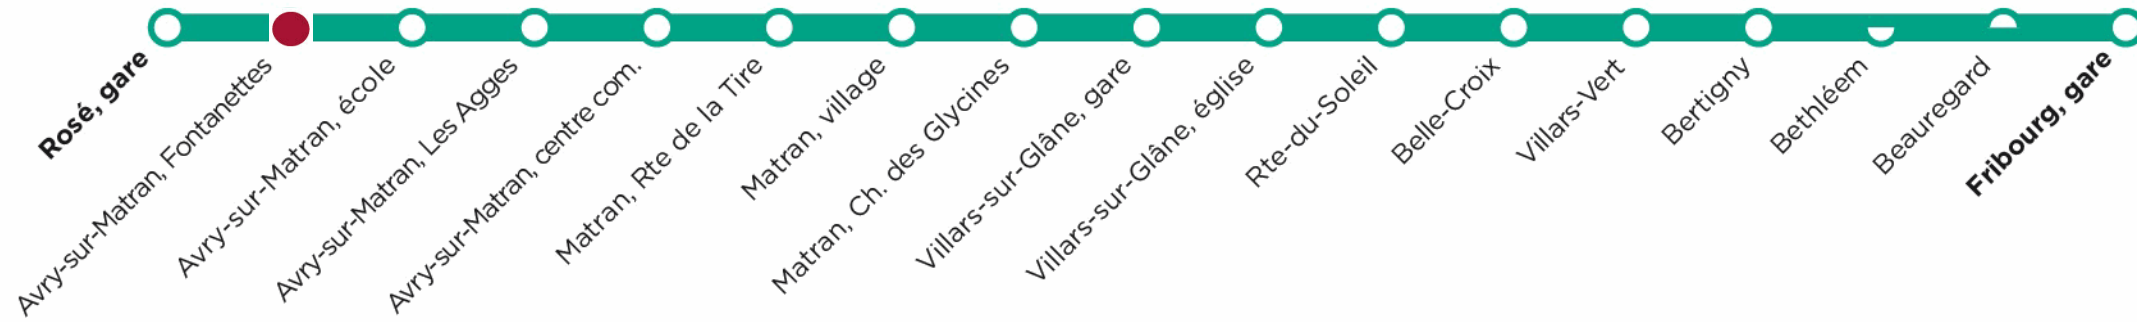 Rosé, gare
Avry-sur-Matran, Fontanettes
Avry-sur-Matran, école
Avry-sur-Matran, Les Agges
Avry-sur-Matran, centre com.
Matran, Rte de la Tire
Matran, village
Matran, Ch. des Glycines
Villars-sur-Glâne, gare
Villars-sur-Glâne, église
Rte-du-Soleil
Belle-Croix
Villars-Vert
Bertigny
Bethléem
Beauregard
Fribourg, gare